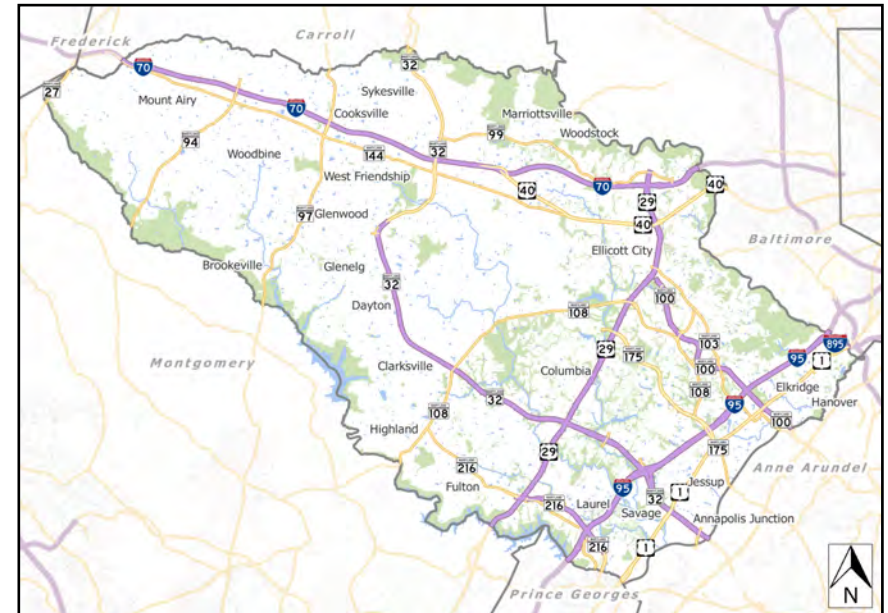 Frederick
Carroll
70
32
27
Mount Airy
70
Sykesville
Cooksville
Marriottsville
Woodstock
99
94
Woodbine
144
32
West Friendship
70
40
29
40
97
Glenwood
40
Ellicott City
Baltimore
Brookeville
Glenelg
32
Dayton
100
108
103
895
95
1
Montgomery
29
175
Columbia
100
Clarksville
32
108
Elkridge
Hanover
95
108
100
Highland
29
175
Anne Arundel
216
Fulton
95
Jessup
1
32
Laurel
Savage
216
Annapolis Junction
216
1
Prince Georges
N